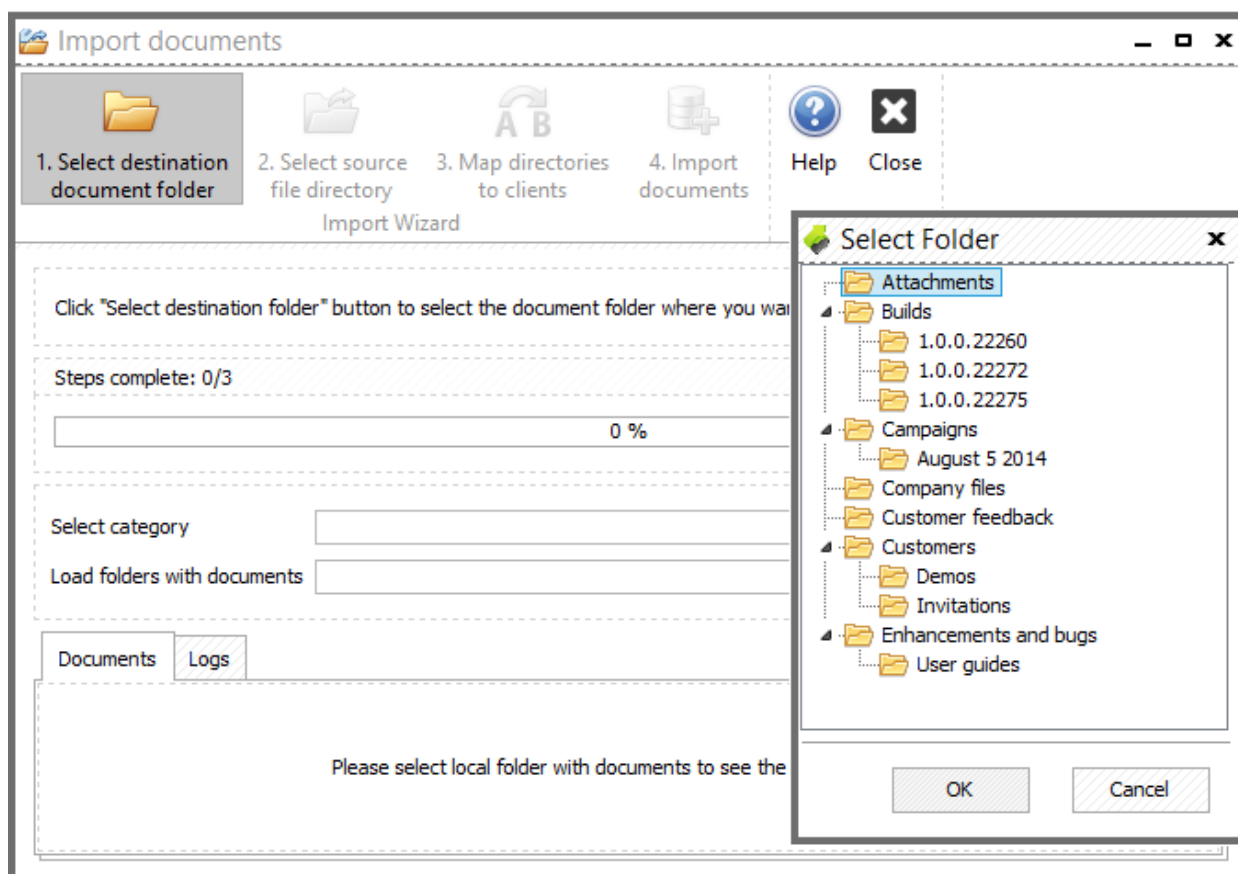 Import documents
1. Select destination
document folder
2. Select source
file directory
3. Map directories
to clients
4. Import
documents
Help
Close
Import Wizard
Click "Select destination folder" button to select the document folder where you wa
Steps complete: 0/3
0 %
Select category
Load folders with documents
Documents
Logs
Please select local folder with documents to see the
Select Folder
Attachments
Builds
1.0.0.22260
1.0.0.22272
1.0.0.22275
Campaigns
August 5 2014
Company files
Customer feedback
Customers
Demos
Invitations
Enhancements and bugs
User guides
OK
Cancel